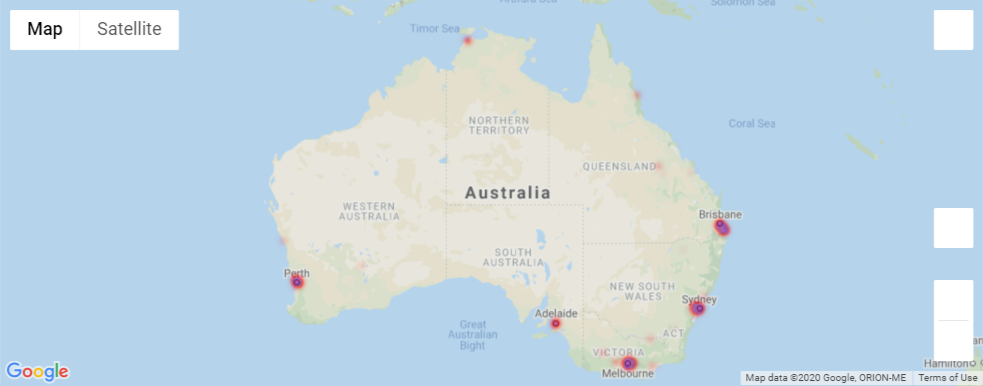 Map Satellite
Timor Sea
Arafura Sea
Solomon Sea
Coral Sea
NORTHERN
TERRITORY
QUEENSLAND
Australia
WESTERN
AUSTRALIA
Brisbane
SOUTH
AUSTRALIA
Perth
NEW SOUTH
WALES
Sydney
Adelaide
Great
Australian
Bight
ACT
VICTORIA
Melbourne
Hamilton
Google
Map data ©2020 Google, ORION-ME
Terms of Use